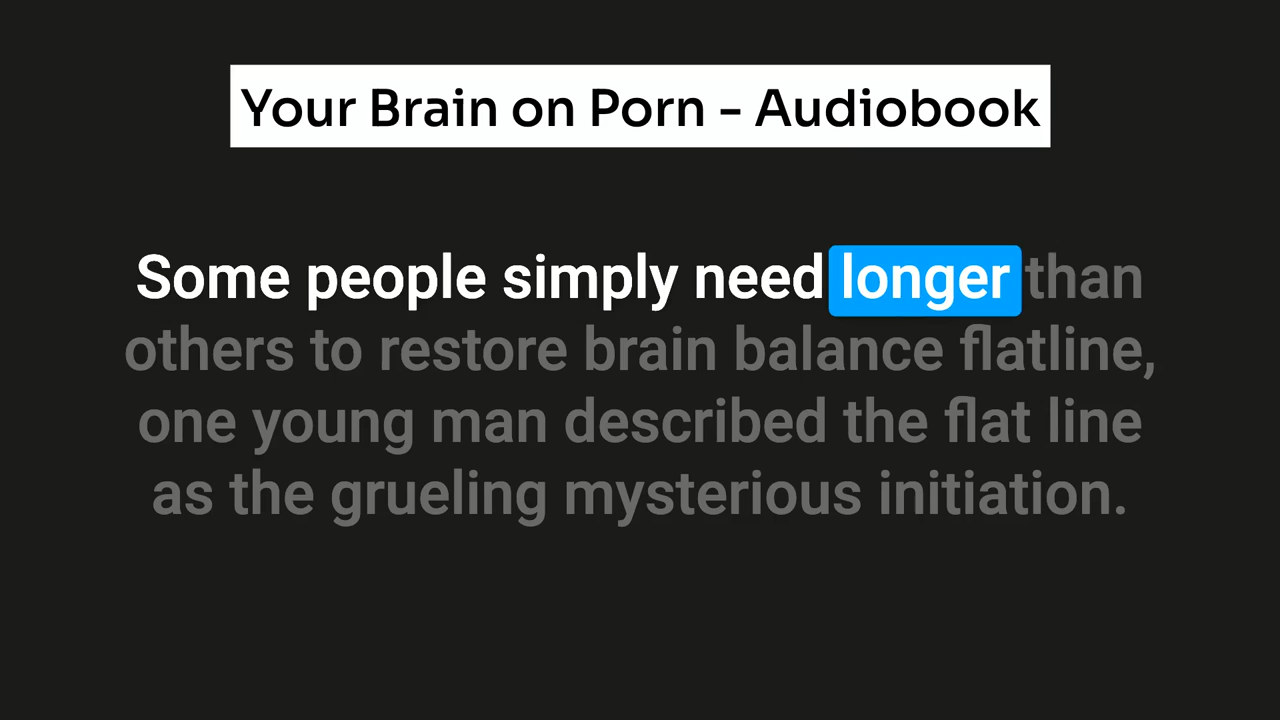 Your Brain on Porn - Audiobook
Some people simply need longer than
others to restore brain balance flatline,
one young man described the flat line
as the grueling mysterious initiation.